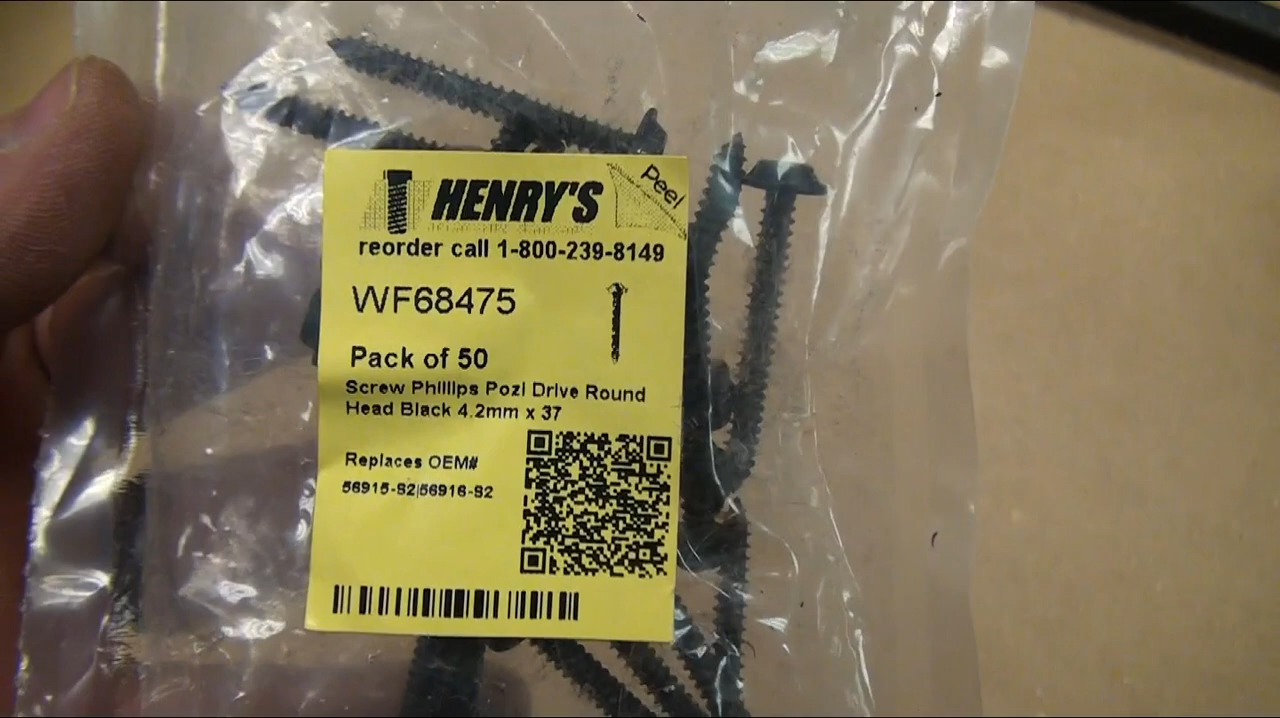 HENRY'S
Peel
reorder call 1-800-239-8149
WF68475
Pack of 50
Screw Phillips Pozi Drive Round
Head Black 4.2mm x 37
Replaces OEM#
56915-S2|56916-S2